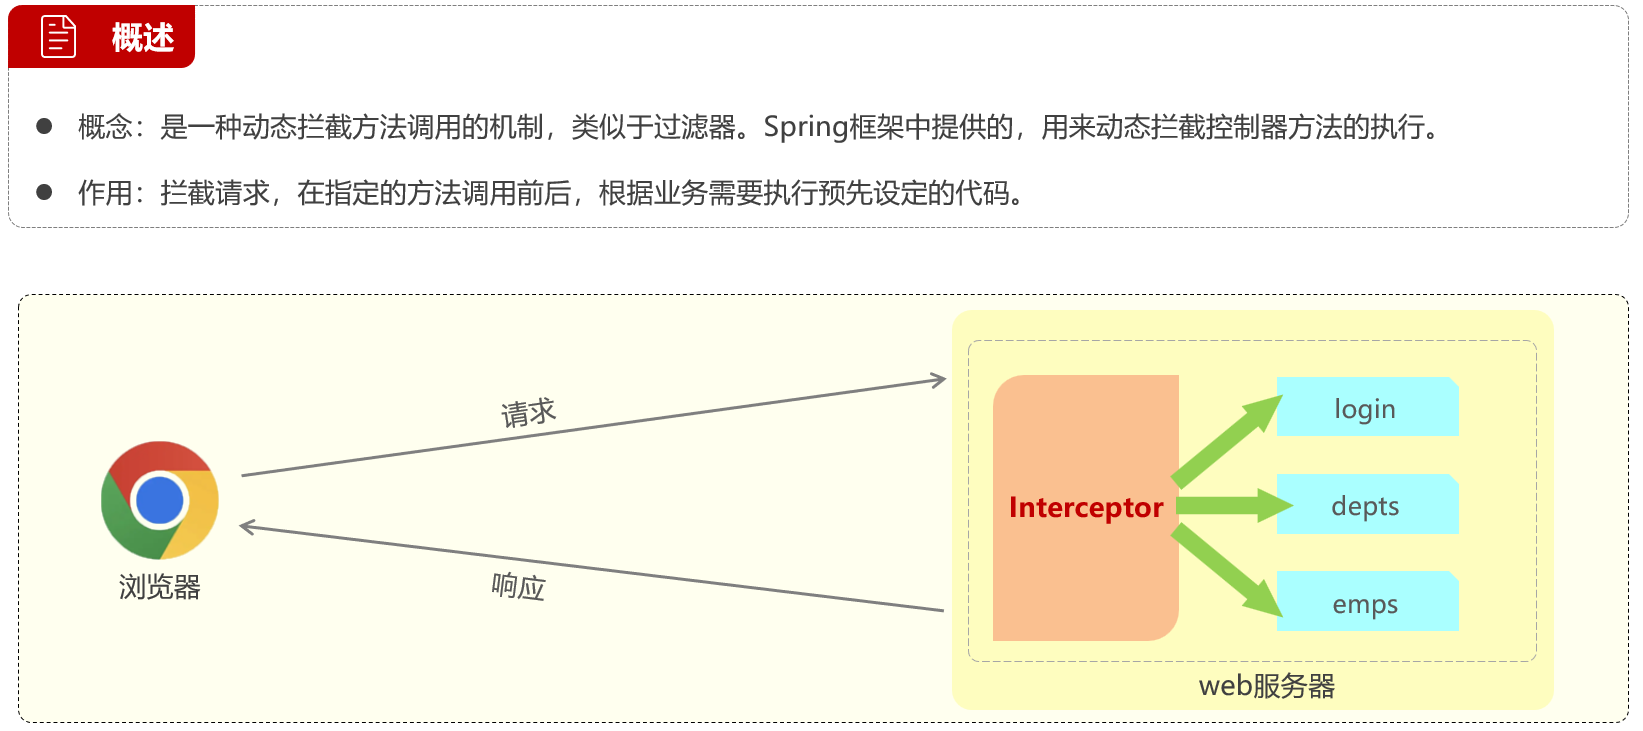 概述
概念：是一种动态拦截方法调用的机制，类似于过滤器。Spring框架中提供的，用来动态拦截控制器方法的执行。
作用：拦截请求，在指定的方法调用前后，根据业务需要执行预先设定的代码。
请求
login
Interceptor
depts
浏览器
响应
emps
web服务器